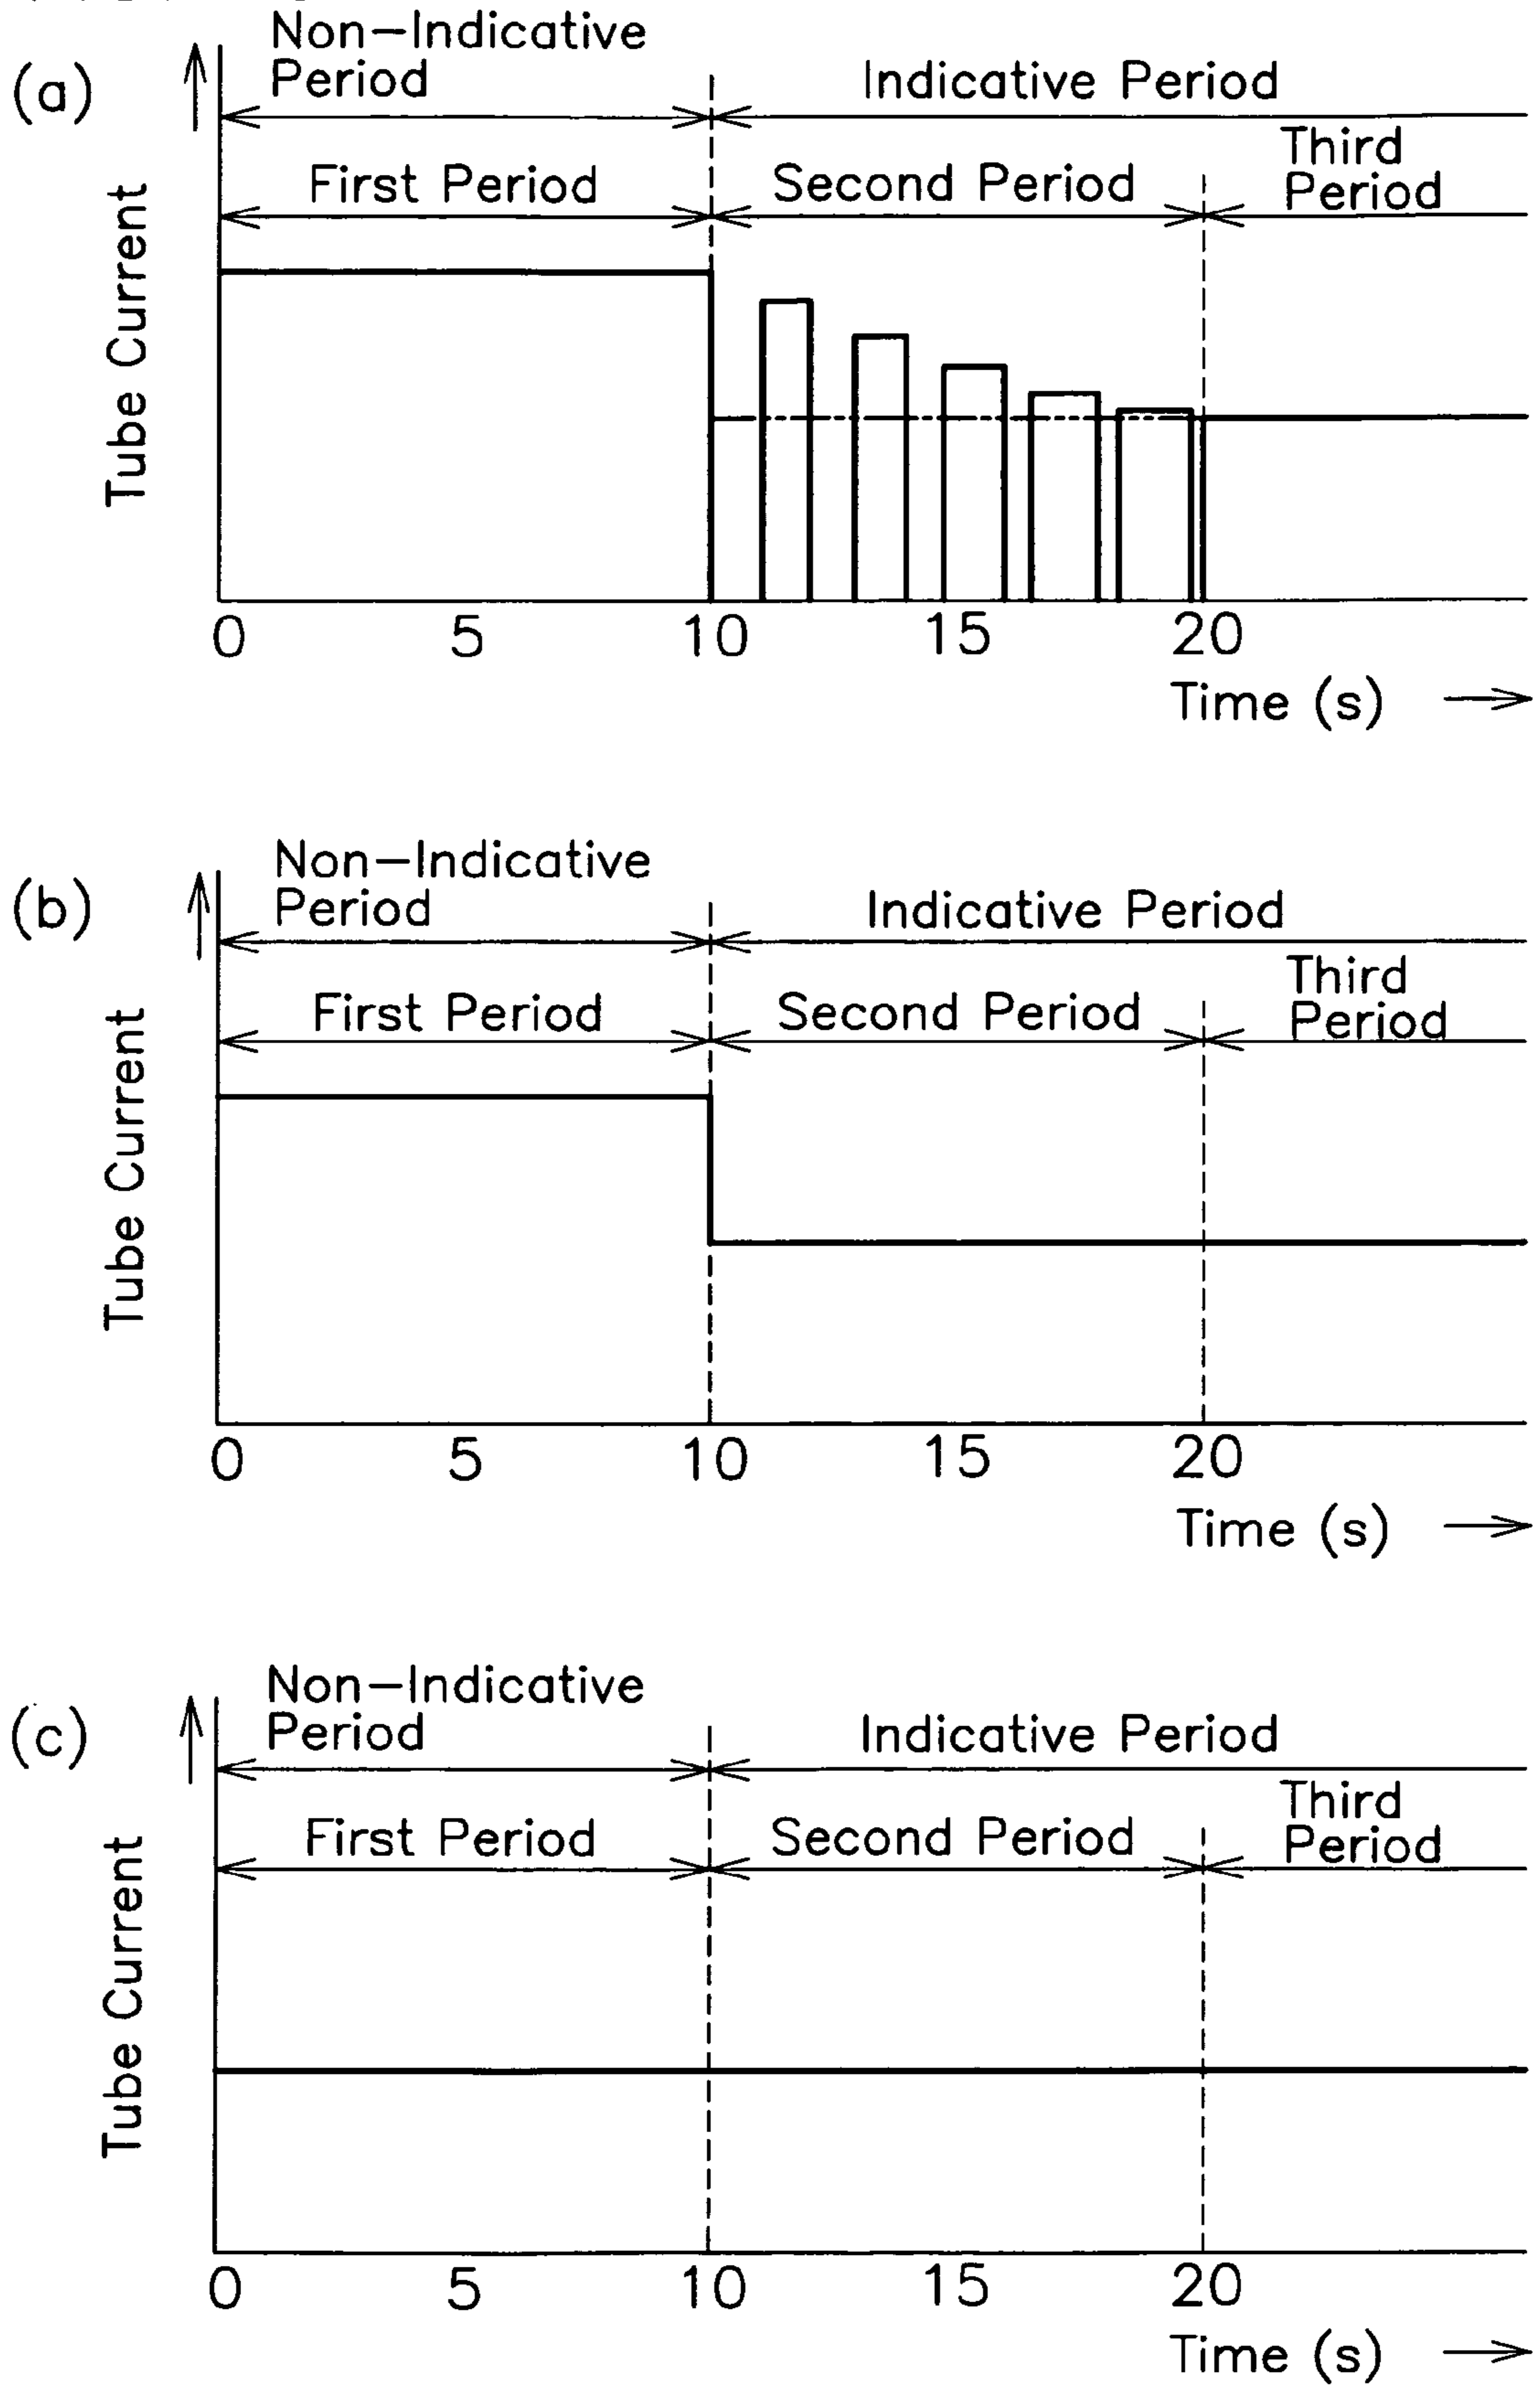 (a)
Non-Indicative
Period
Indicative Period
First Period
Second Period
Third
Period
Tube Current
0 5 10 15 20
Time (s)
(b)
Non-Indicative
Period
Indicative Period
First Period
Second Period
Third
Period
Tube Current
0 5 10 15 20
Time (s)
(c)
Non-Indicative
Period
Indicative Period
First Period
Second Period
Third
Period
Tube Current
0 5 10 15 20
Time (s)